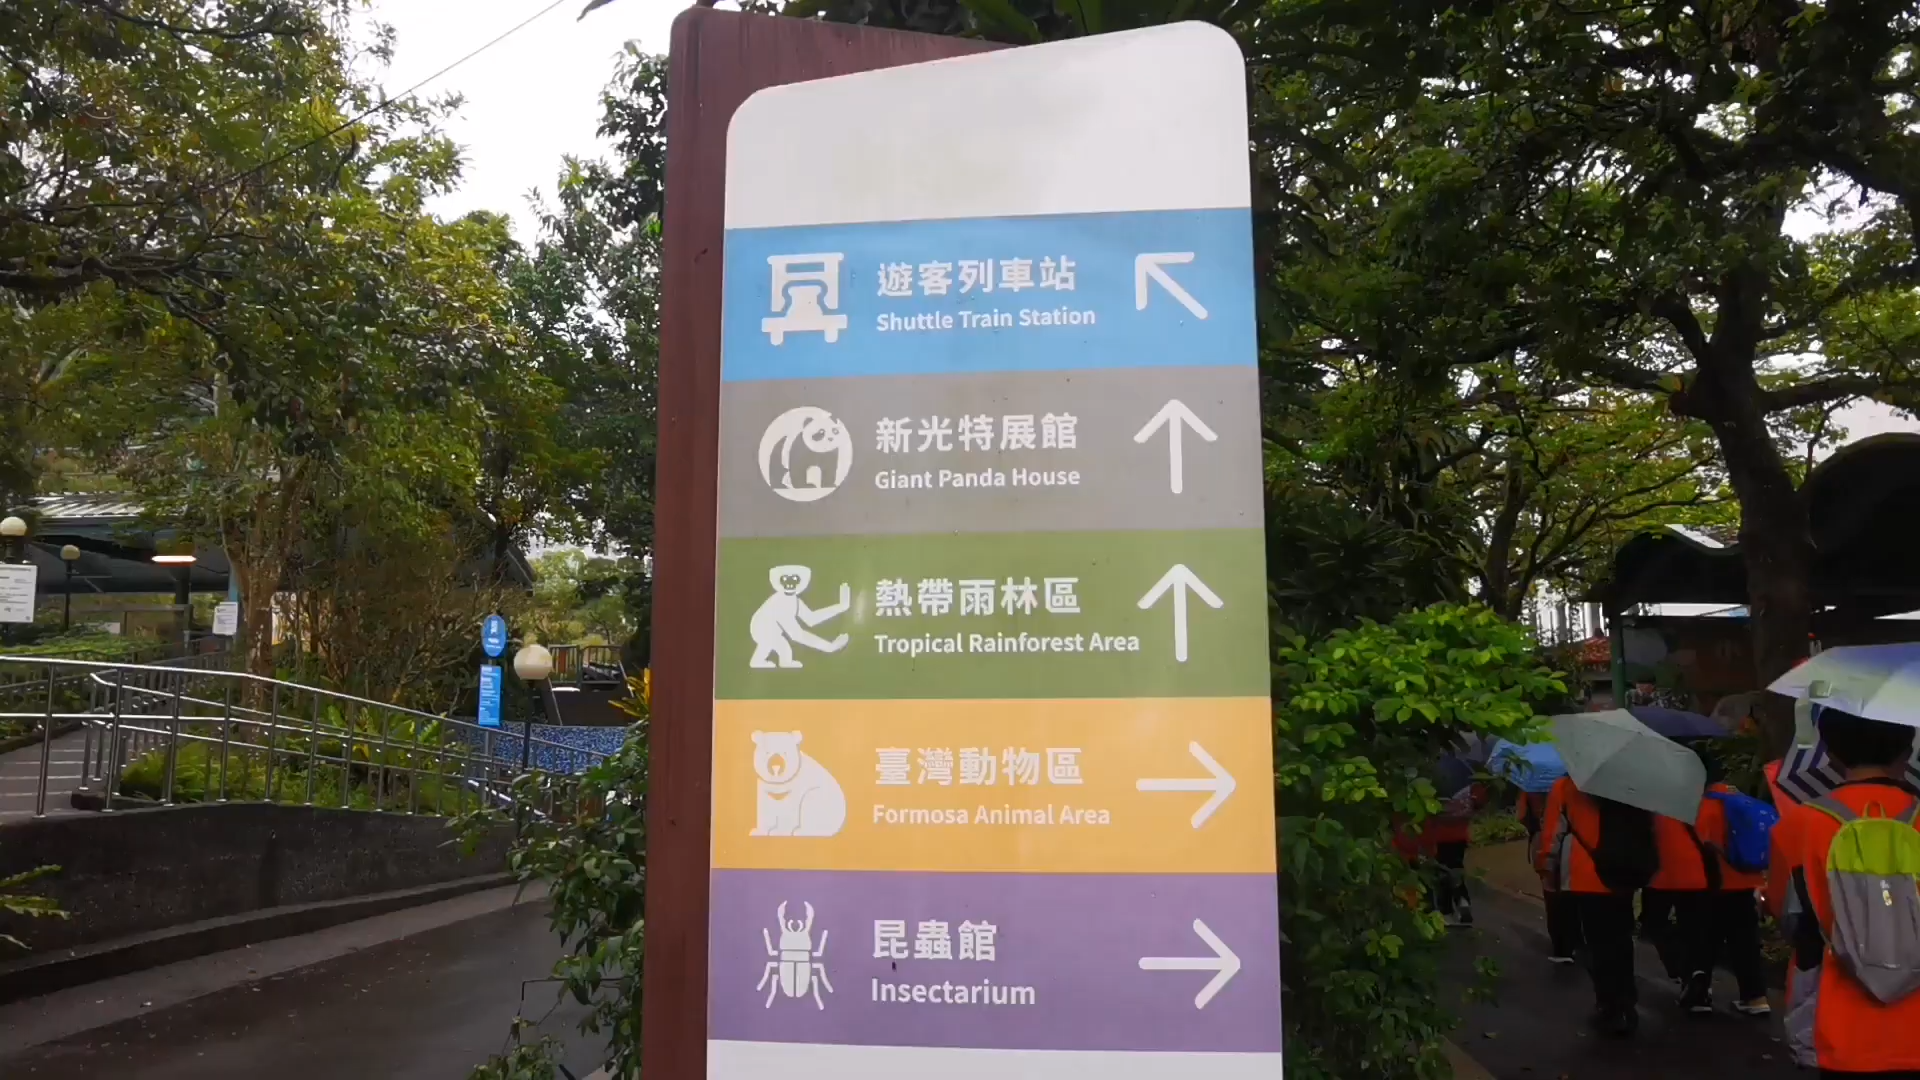 遊客列車站
Shuttle Train Station
新光特展館
Giant Panda House
熱帶雨林區
Tropical Rainforest Area
臺灣動物區
Formosa Animal Area
昆蟲館
Insectarium